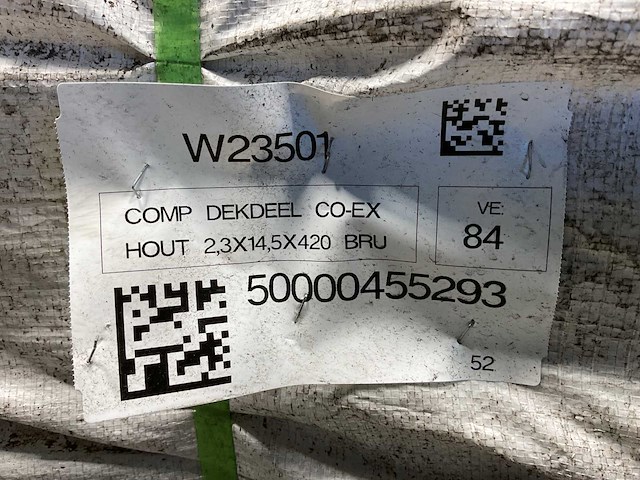 W23501
COMP DEKDEEL CO-EX
HOUT 2,3X14,5X420 BRU
VE:
84
50000455293
52